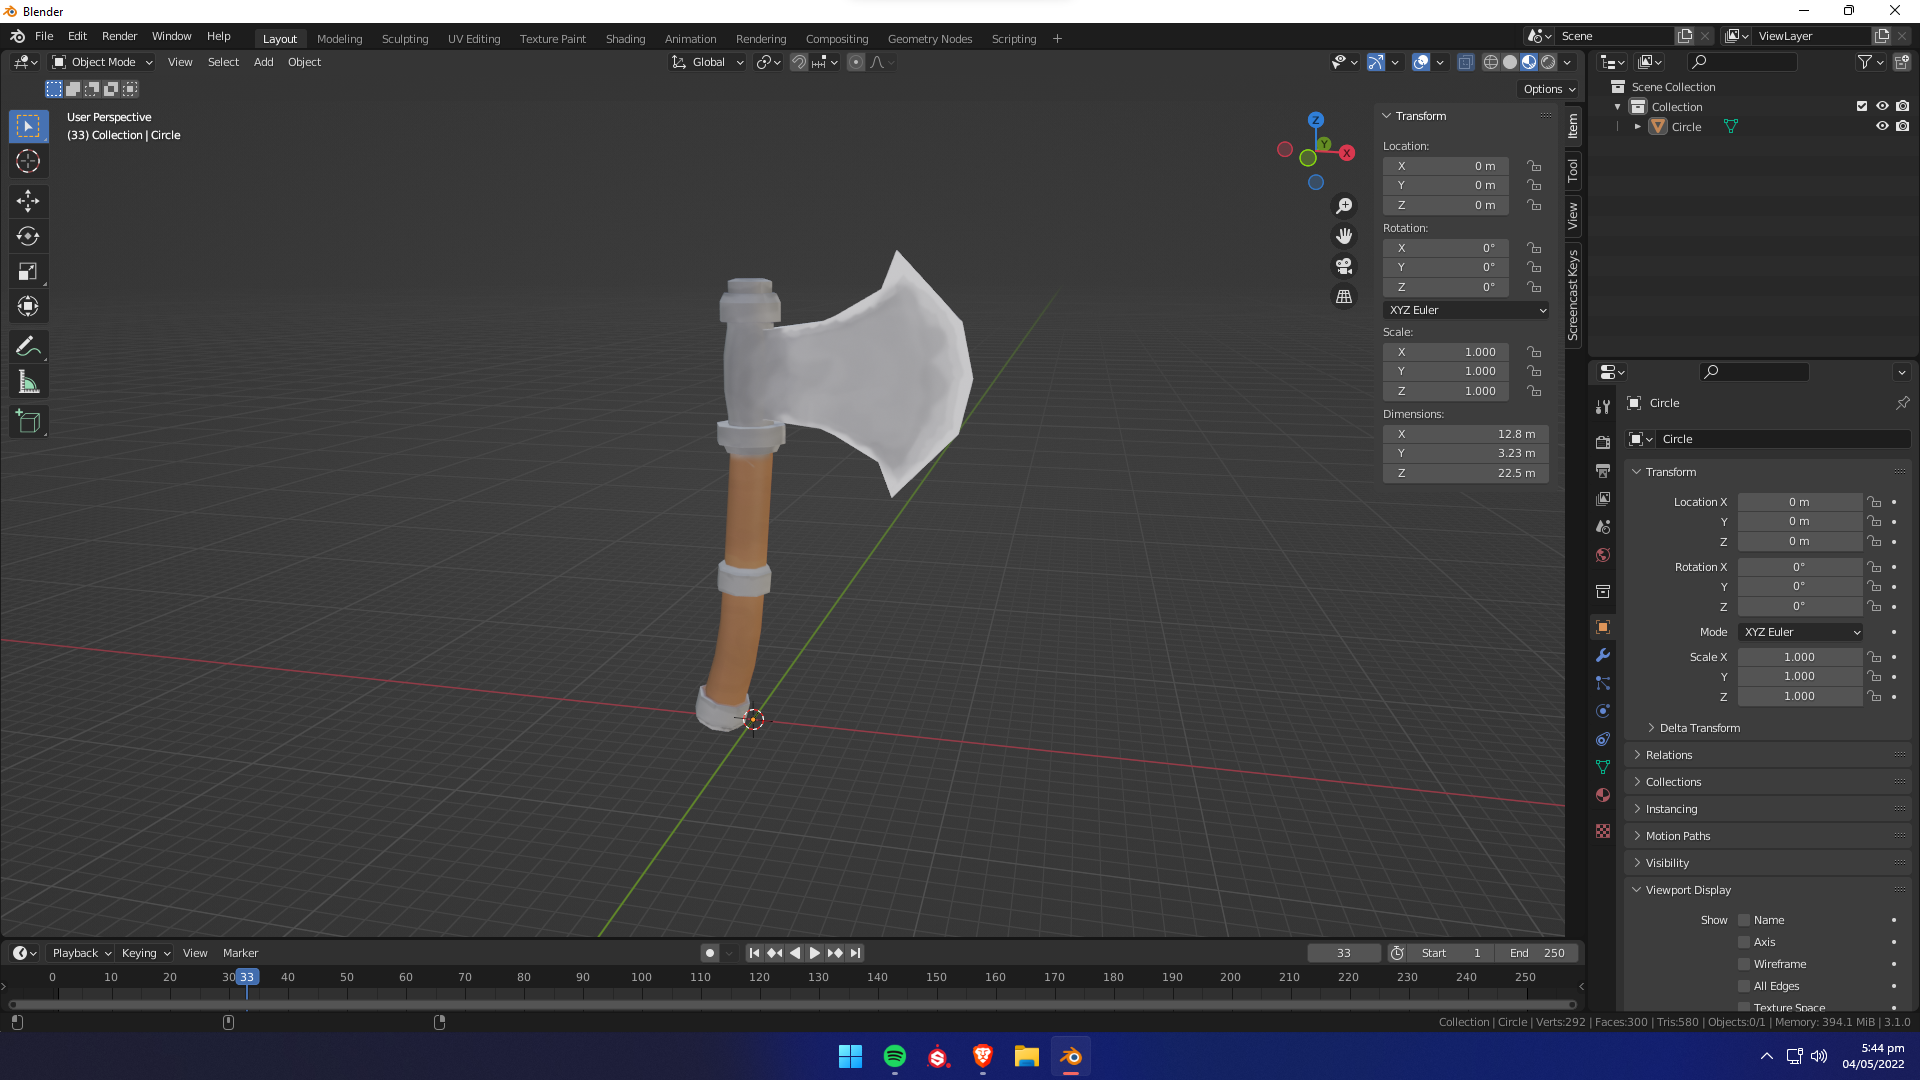 Blender
File Edit Render Window Help Layout Modeling Sculpting UV Editing Texture Paint Shading Animation Rendering Compositing Geometry Nodes Scripting + Scene ViewLayer
Object Mode View Select Add Object Global
Options
User Perspective
(33) Collection | Circle
Z
Y
X
Transform
Location:
X 0 m
Y 0 m
Z 0 m
Rotation:
X 0°
Y 0°
Z 0°
XYZ Euler
Scale:
X 1.000
Y 1.000
Z 1.000
Dimensions:
X 12.8 m
Y 3.23 m
Z 22.5 m
Item
Tool
View
Screencast Keys
Scene Collection
Collection
Circle
Circle
Circle
Transform
Location X 0 m
Y 0 m
Z 0 m
Rotation X 0°
Y 0°
Z 0°
Mode XYZ Euler
Scale X 1.000
Y 1.000
Z 1.000
Delta Transform
Relations
Collections
Instancing
Motion Paths
Visibility
Viewport Display
Show Name
Axis
Wireframe
All Edges
Texture Space
Playback Keying View Marker 33 Start 1 End 250
0 10 20 30 33 40 50 60 70 80 90 100 110 120 130 140 150 160 170 180 190 200 210 220 230 240 250
Collection | Circle | Verts:292 | Faces:300 | Tris:580 | Objects:0/1 | Memory: 394.1 MiB | 3.1.0
5:44 pm
04/05/2022